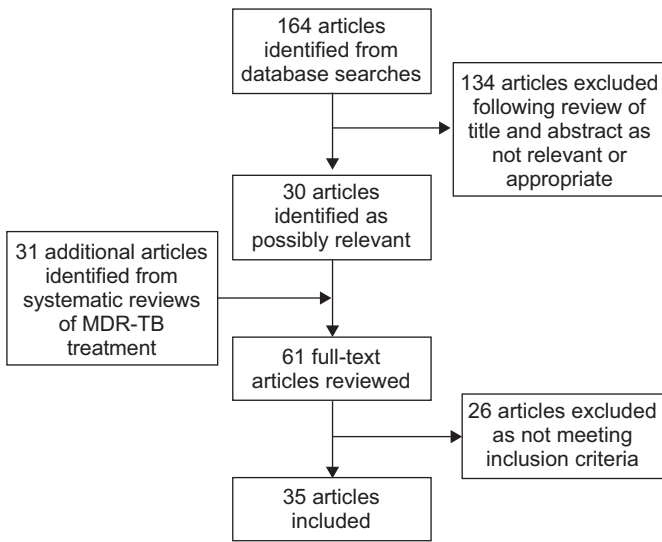 164 articles
identified from
database searches
134 articles excluded
following review of
title and abstract as
not relevant or
appropriate
30 articles
identified as
possibly relevant
31 additional articles
identified from
systematic reviews
of MDR-TB
treatment
61 full-text
articles reviewed
26 articles excluded
as not meeting
inclusion criteria
35 articles
included